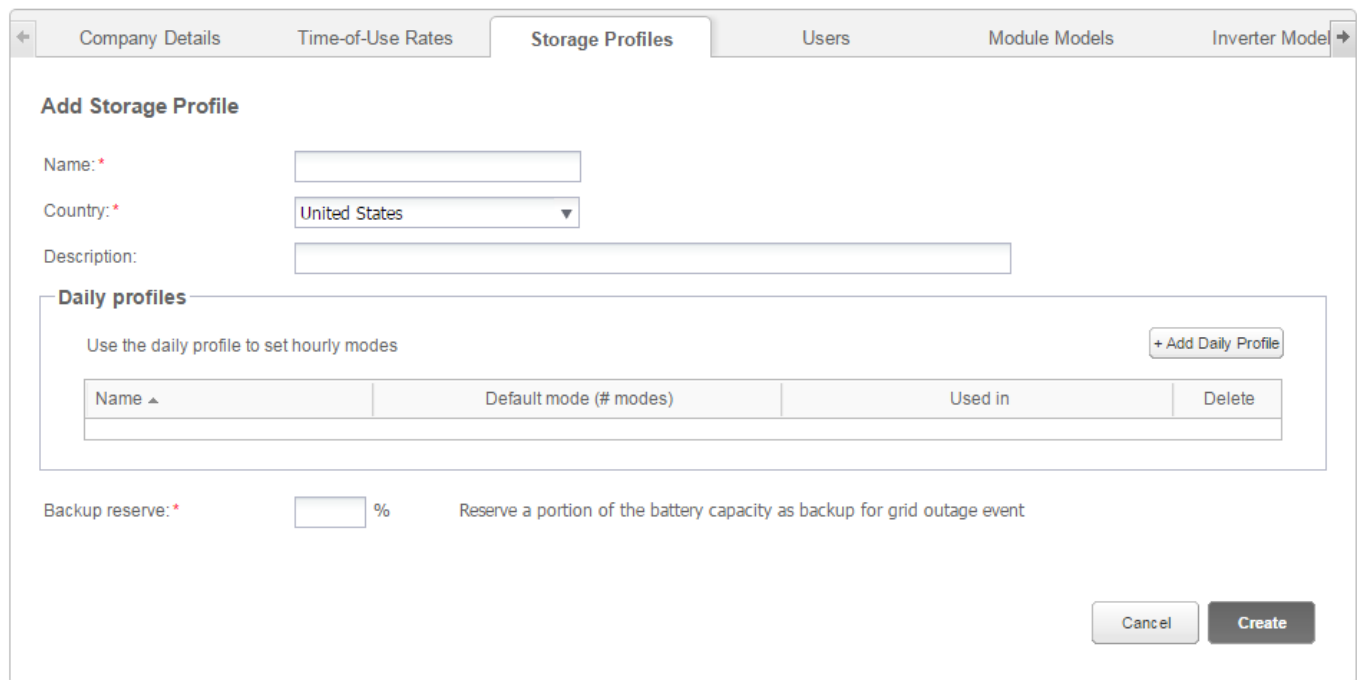 Company Details Time-of-Use Rates Storage Profiles Users Module Models Inverter Model
Add Storage Profile
Name:*
Country:* United States
Description:
Daily profiles
Use the daily profile to set hourly modes + Add Daily Profile
Name Default mode (# modes) Used in Delete
Backup reserve:* % Reserve a portion of the battery capacity as backup for grid outage event
Cancel Create